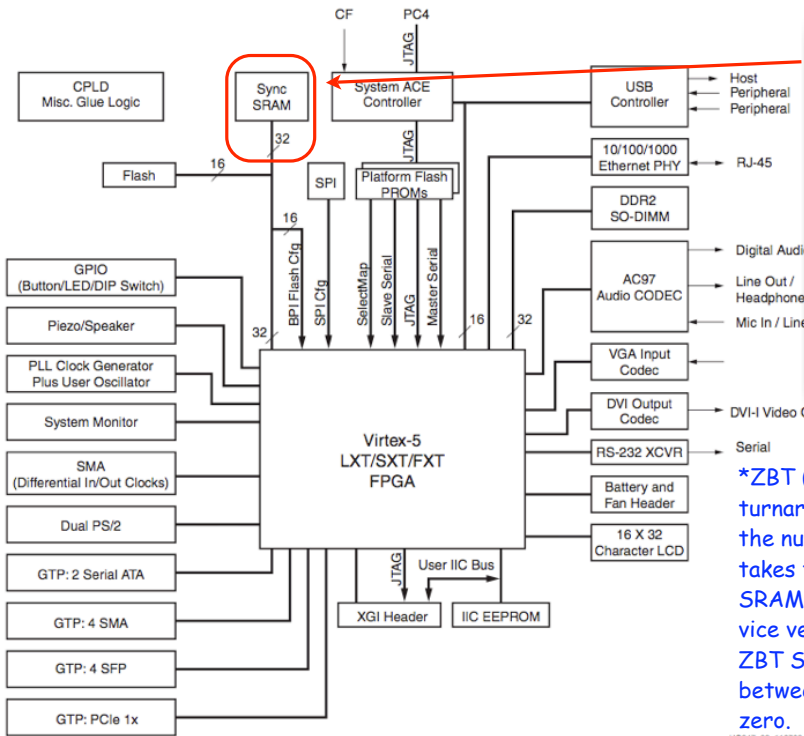 CF
PC4
JTAG
CPLD
Misc. Glue Logic
Sync
SRAM
System ACE
Controller
USB
Controller
Host
Peripheral
Peripheral
32
JTAG
10/100/1000
Ethernet PHY
RJ-45
Flash
16
SPI
Platform Flash
PROMs
DDR2
SO-DIMM
16
BPI Flash Cfg
SPI Cfg
SelectMap
Slave Serial
JTAG
Master Serial
GPIO
(Button/LED/DIP Switch)
AC97
Audio CODEC
Digital Audi
Line Out /
Headphone
Mic In / Line
32
16
32
Piezo/Speaker
VGA Input
Codec
PLL Clock Generator
Plus User Oscillator
DVI Output
Codec
DVI-I Video
System Monitor
Virtex-5
LXT/SXT/FXT
FPGA
RS-232 XCVR
Serial
SMA
(Differential In/Out Clocks)
Battery and
Fan Header
Dual PS/2
16 X 32
Character LCD
GTP: 2 Serial ATA
JTAG
User IIC Bus
XGI Header
IIC EEPROM
GTP: 4 SMA
GTP: 4 SFP
GTP: PCIe 1x
*ZBT
turnar
the nu
takes
SRAM
vice ve
ZBT S
betwee
zero.